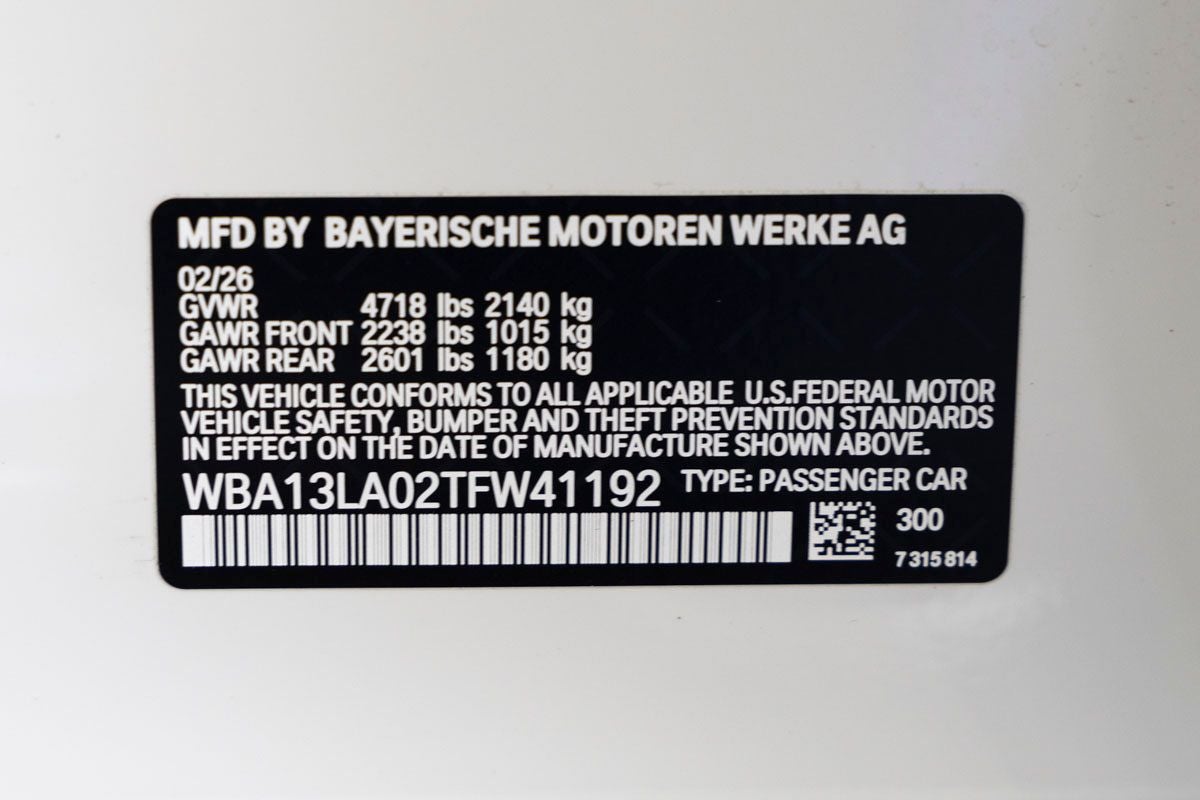 MFD BY BAYERISCHE MOTOREN WERKE AG
02/26
GVWR 4718 lbs 2140 kg
GAWR FRONT 2238 lbs 1015 kg
GAWR REAR 2601 lbs 1180 kg
THIS VEHICLE CONFORMS TO ALL APPLICABLE U.S.FEDERAL MOTOR
VEHICLE SAFETY, BUMPER AND THEFT PREVENTION STANDARDS
IN EFFECT ON THE DATE OF MANUFACTURE SHOWN ABOVE.
WBA13LA02TFW41192 TYPE: PASSENGER CAR
300
7 315 814